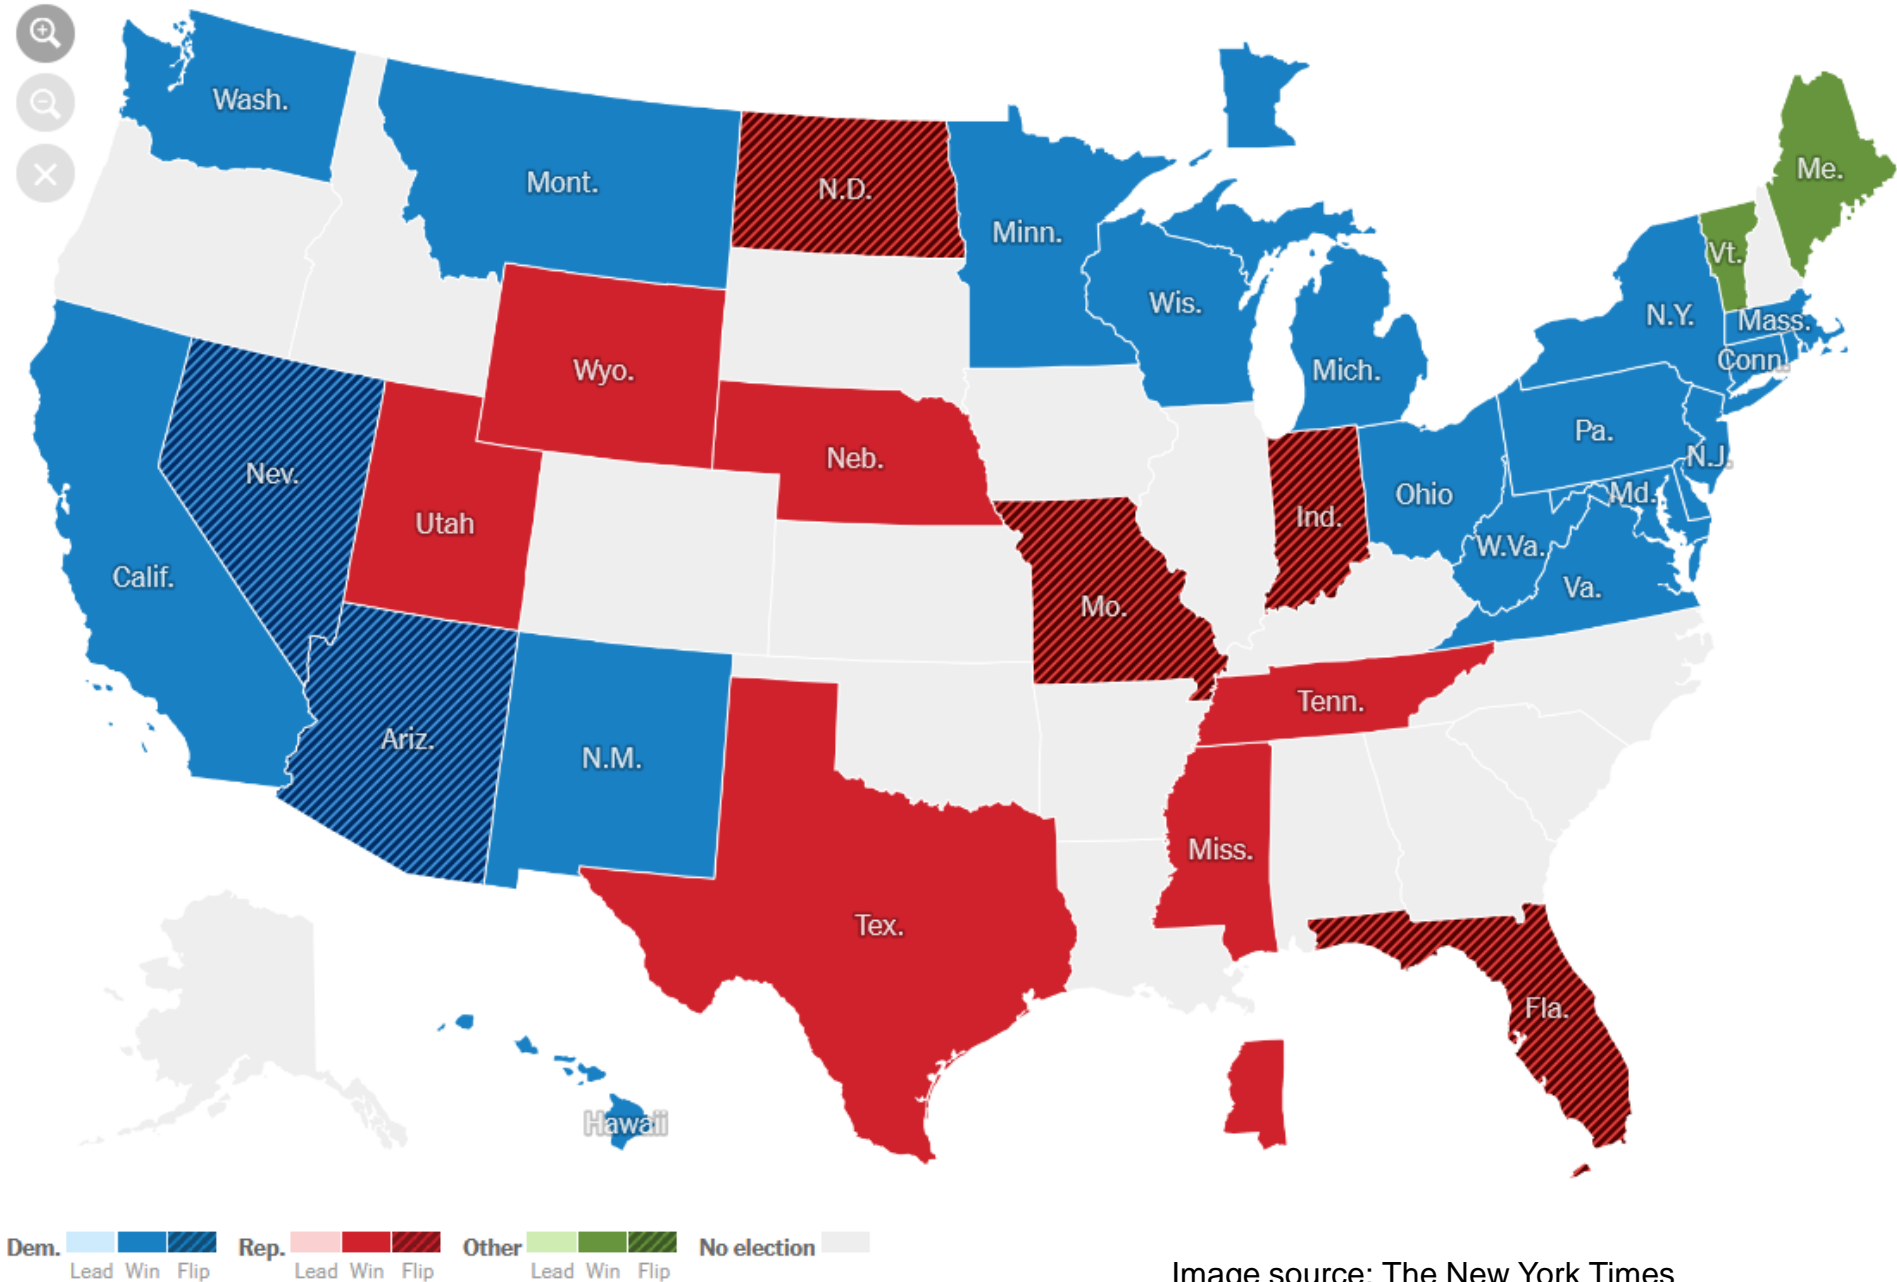 Wash.
Mont.
N.D.
Minn.
Me.
Vt.
Wis.
N.Y.
Mass.
Conn.
Mich.
Wyo.
Neb.
Pa.
N.J.
Nev.
Utah
Ohio
Md.
Ind.
W.Va.
Va.
Calif.
Mo.
Tenn.
Ariz.
N.M.
Miss.
Tex.
Fla.
Hawaii
Dem. Rep. Other No election
Lead Win Flip Lead Win Flip Lead Win Flip
Image source: The New York Times